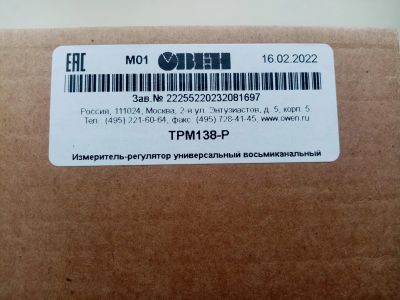 EAC М01 ОВЕН 16.02.2022
Зав.№ 22255220232081697
Россия, 111024, Москва, 2-я ул. Энтузиастов, д. 5, корп. 5
Тел.: (495) 221-60-64, факс: (495) 728-41-45, www.owen.ru
ТРМ138-Р
Измеритель-регулятор универсальный восьмиканальный